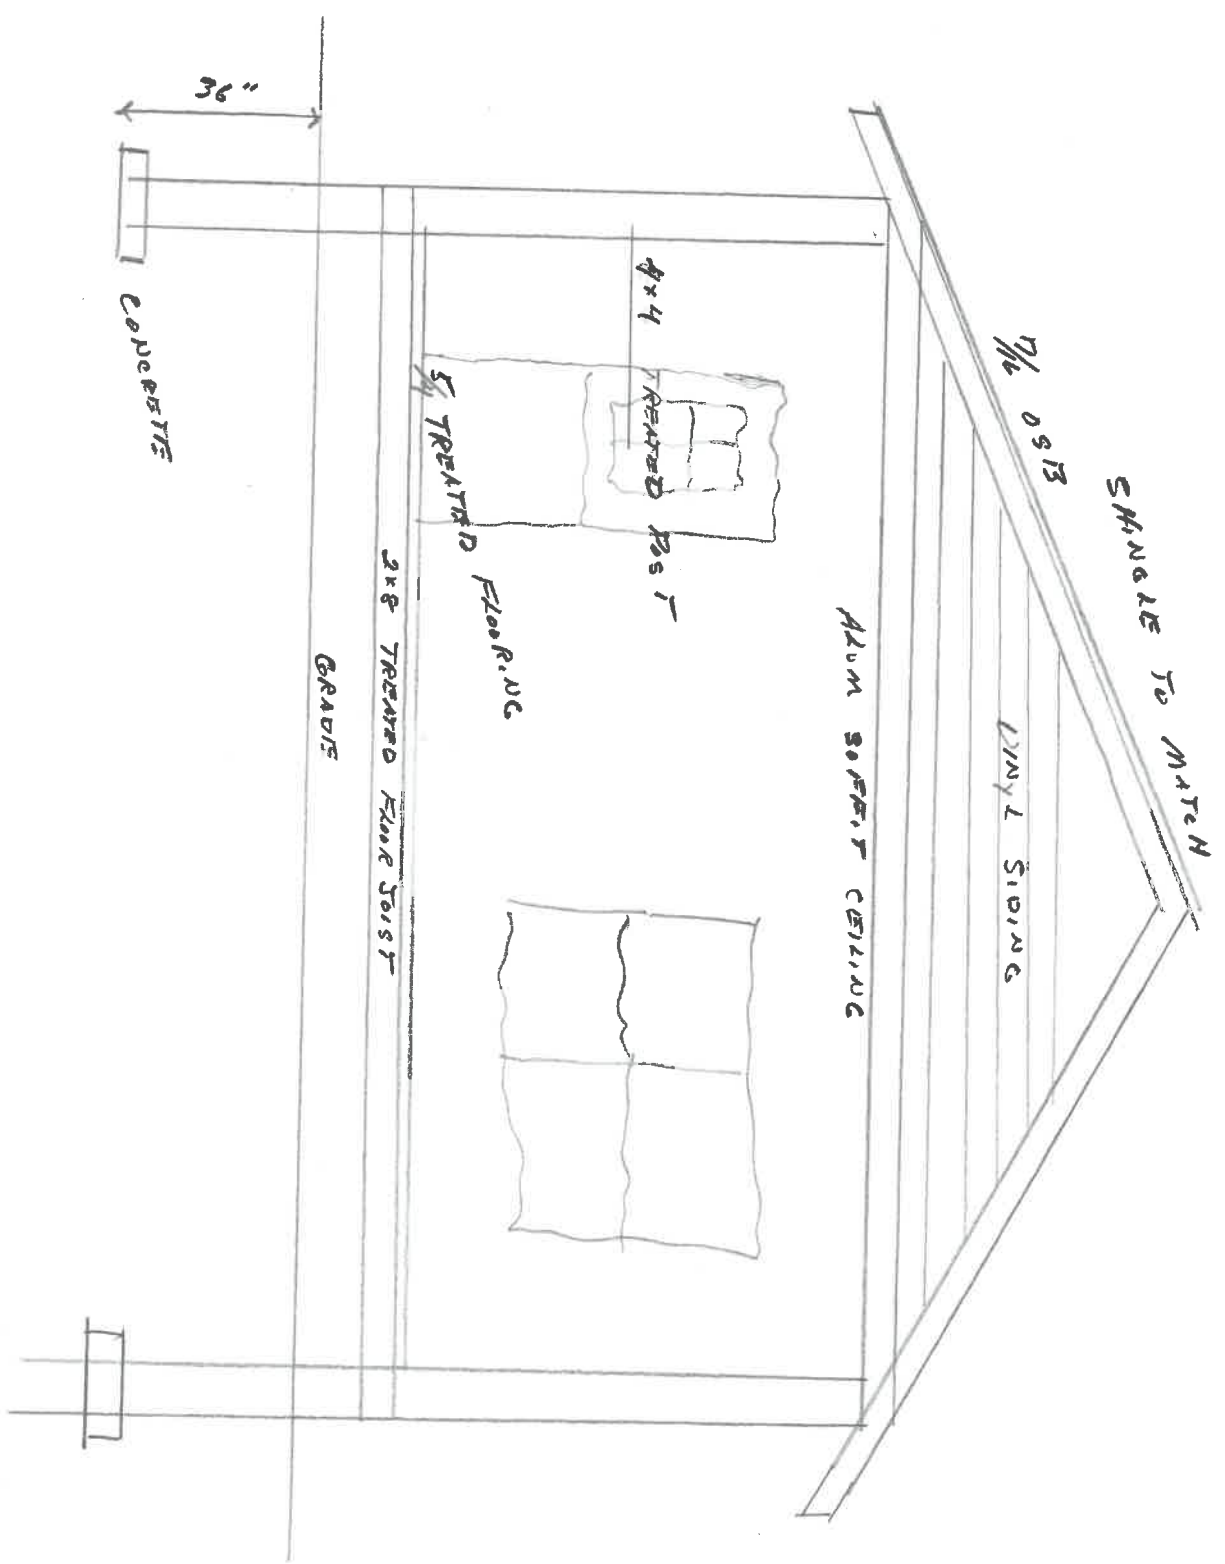 SHINGLE TO MATCH
7/16 OSB
VINYL SIDING
ALUM SOFFIT CEILING
4x4 TREATED POST
5/4 TREATED FLOORING
2x8 TREATED FLOOR JOIST
GRADE
36"
CONCRETE